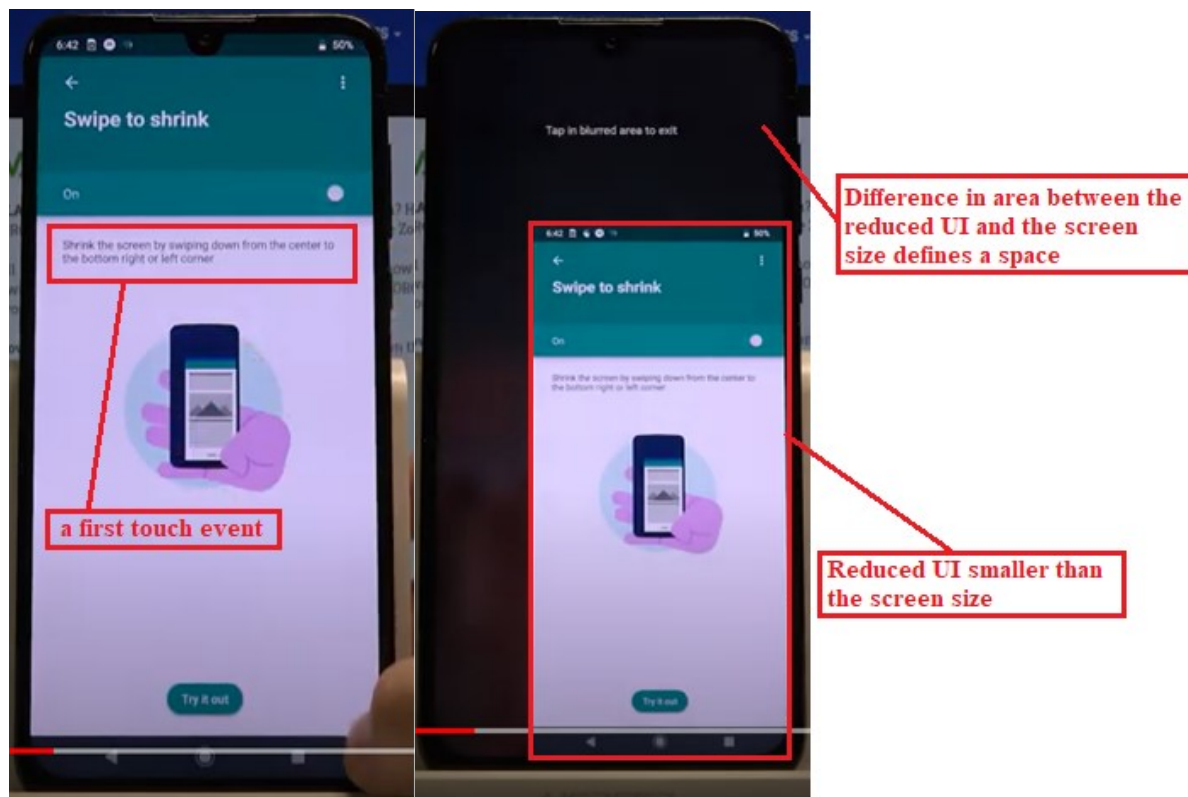 6:42
50%
Swipe to shrink
On
Shrink the screen by swiping down from the center to
the bottom right or left corner
a first touch event
Try it out
Tap in blurred area to exit
6:42
50%
Swipe to shrink
On
Shrink the screen by swiping down from the center to
the bottom right or left corner
Try it out
Difference in area between the
reduced UI and the screen
size defines a space
Reduced UI smaller than
the screen size